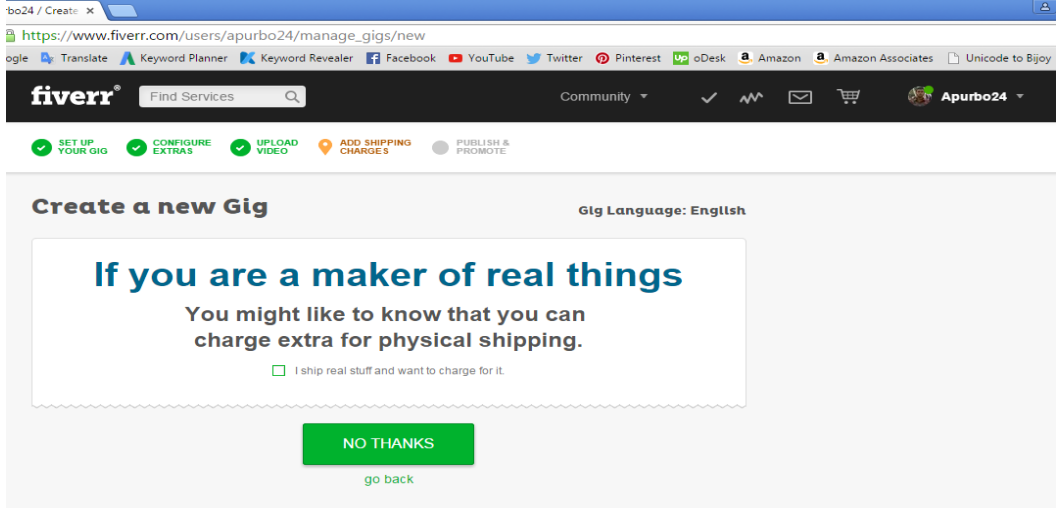 rbo24 / Create ×
https://www.fiverr.com/users/apurbo24/manage_gigs/new
ogle Translate Keyword Planner Keyword Revealer Facebook YouTube Twitter Pinterest Up oDesk a Amazon a Amazon Associates Unicode to Bijoy
fiverr® Find Services Community Apurbo24
SET UP YOUR GIG CONFIGURE EXTRAS UPLOAD VIDEO ADD SHIPPING CHARGES PUBLISH & PROMOTE
Create a new Gig
Gig Language: English
If you are a maker of real things
You might like to know that you can
charge extra for physical shipping.
I ship real stuff and want to charge for it.
NO THANKS
go back